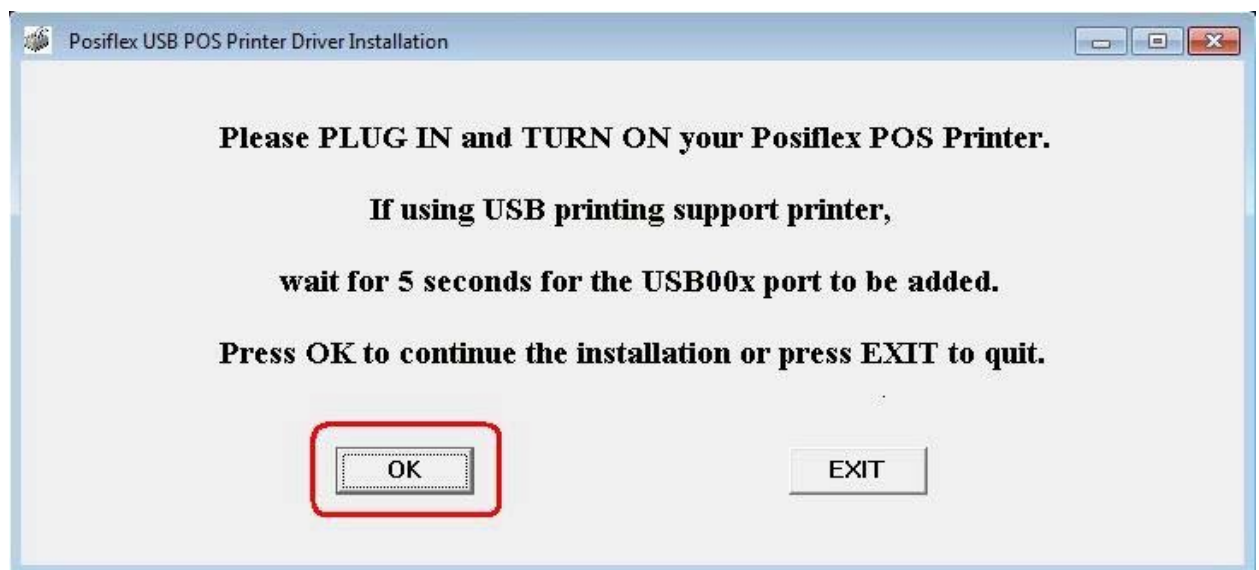 Posiflex USB POS Printer Driver Installation
Please PLUG IN and TURN ON your Posiflex POS Printer.
If using USB printing support printer,
wait for 5 seconds for the USB00x port to be added.
Press OK to continue the installation or press EXIT to quit.
OK EXIT